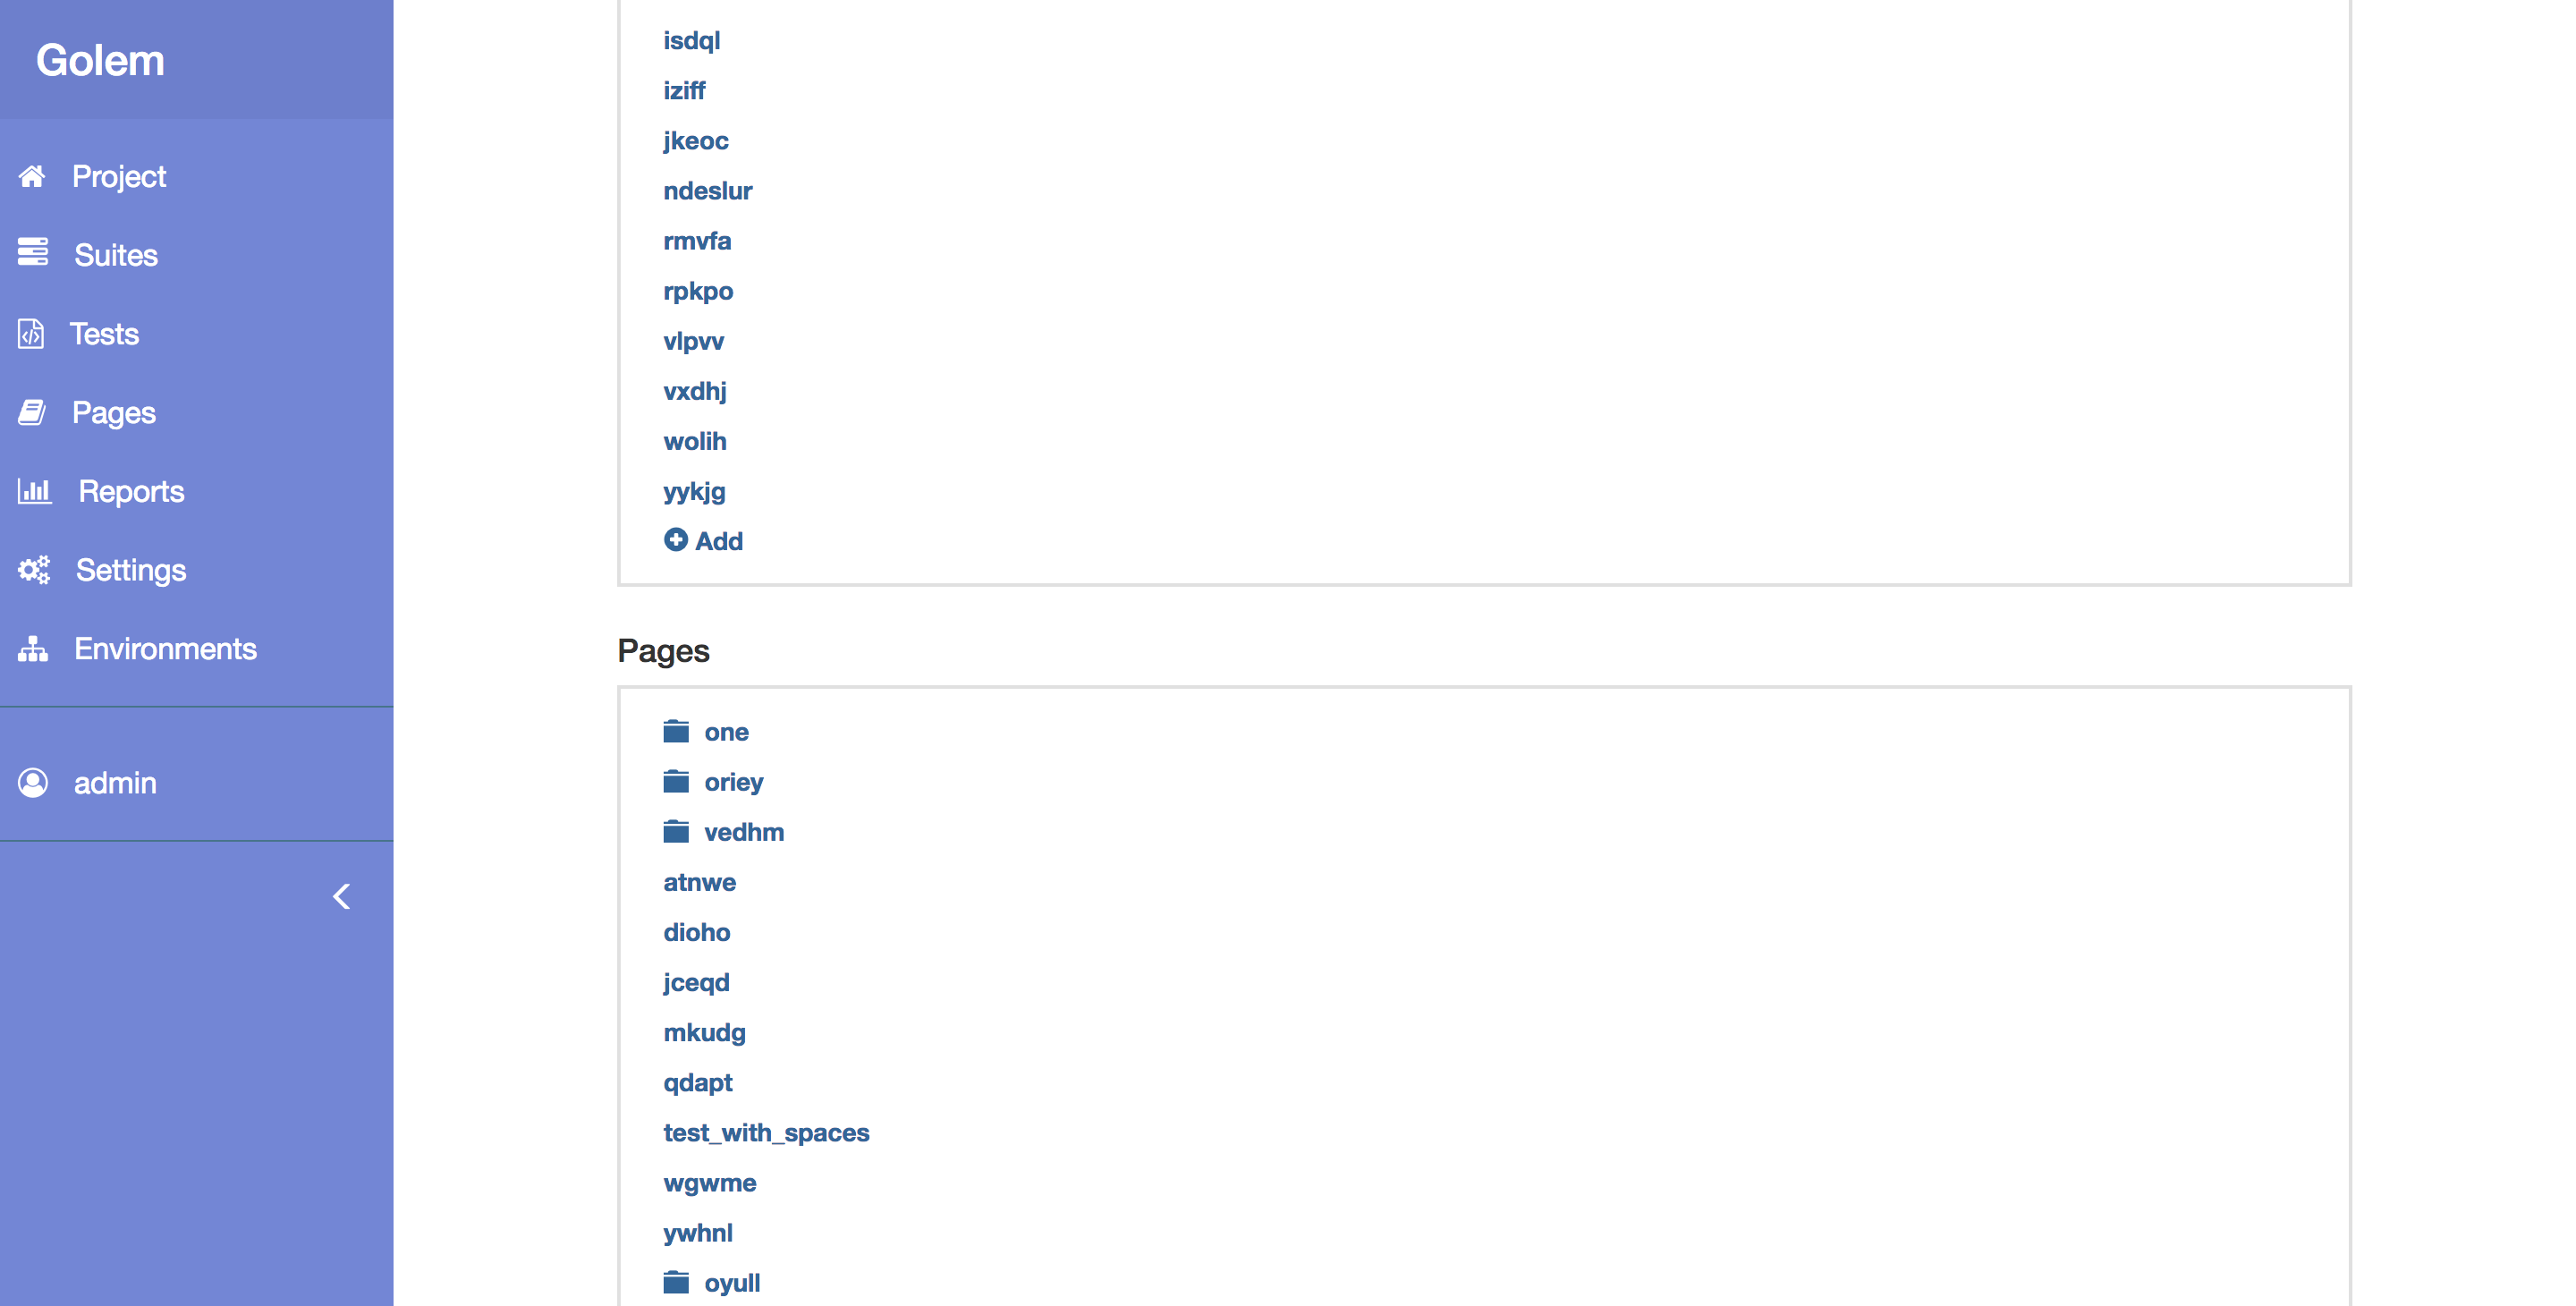 Golem
Project
Suites
Tests
Pages
Reports
Settings
Environments
admin
isdql
iziff
jkeoc
ndeslur
rmvfa
rpkpo
vlpvv
vxdhj
wolih
yykjg
Add
Pages
one
oriey
vedhm
atnwe
dioho
jceqd
mkudg
qdapt
test_with_spaces
wgwme
ywhnl
oyull